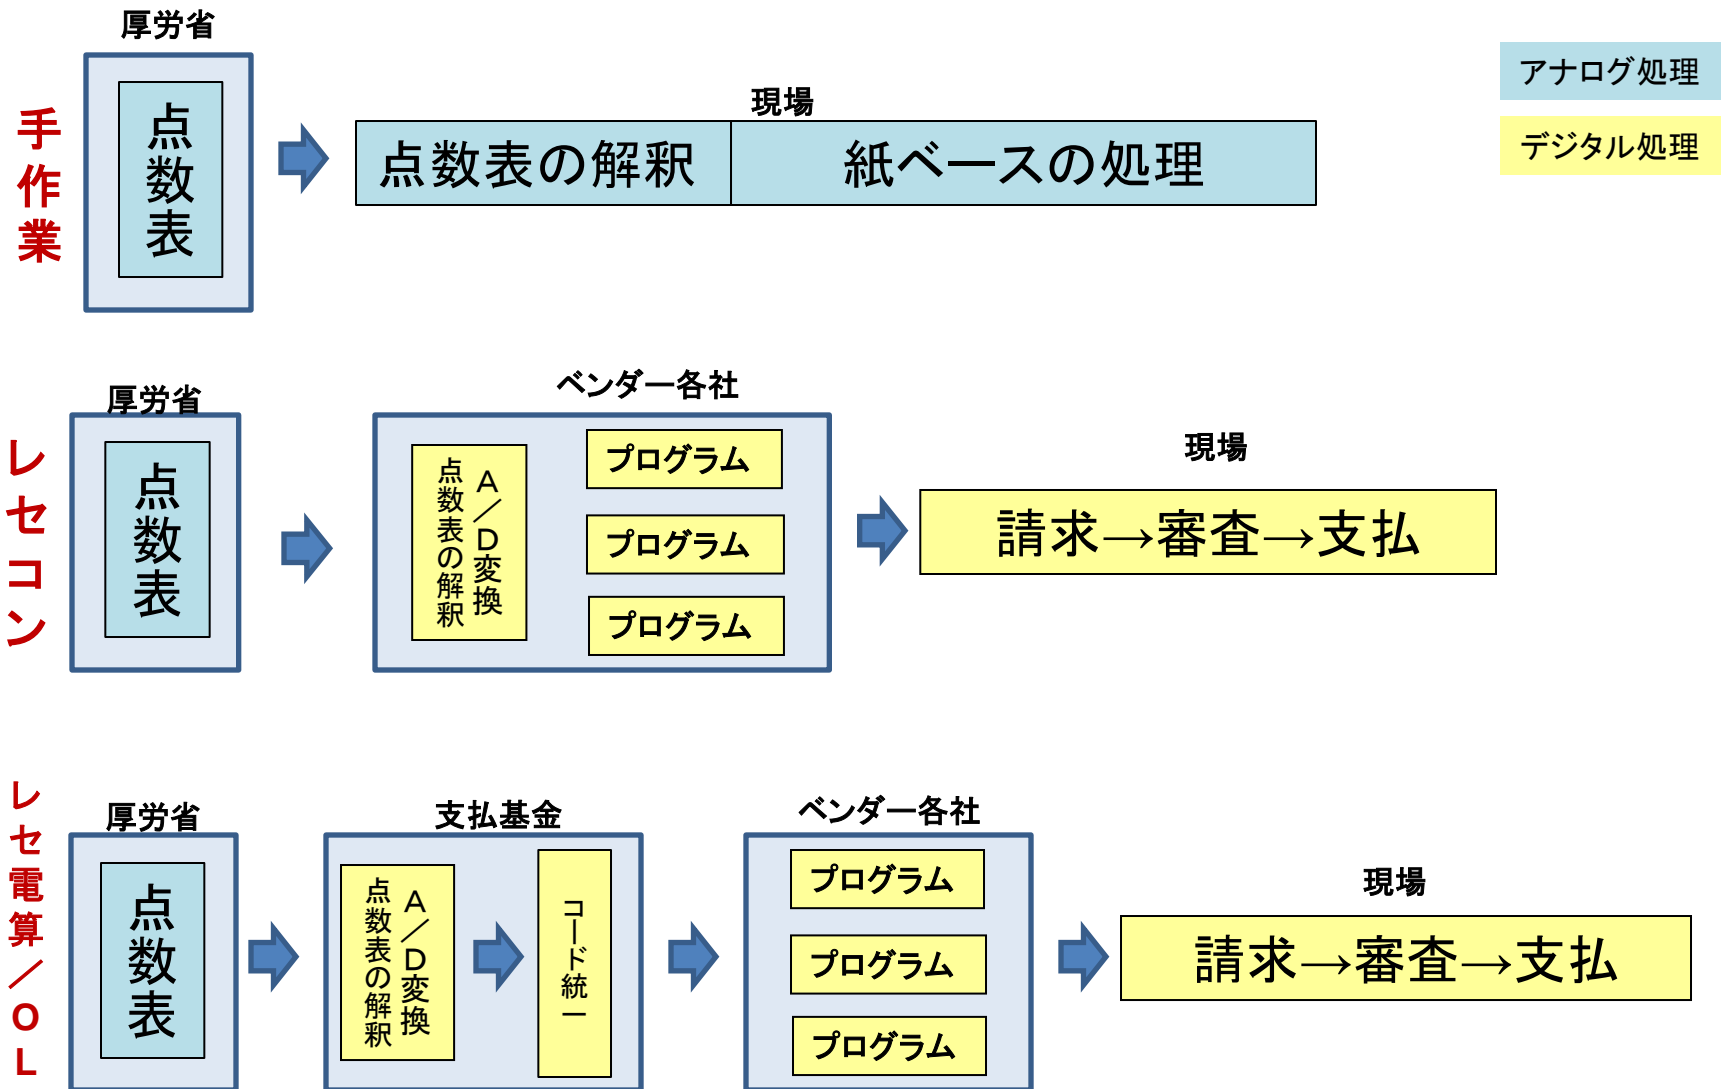 厚労省
アナログ処理
デジタル処理
手作業
点数表
現場
点数表の解釈
紙ベースの処理
レセコン
厚労省
点数表
ベンダー各社
A/D変換
点数表の解釈
プログラム
プログラム
プログラム
現場
請求→審査→支払
レセ電算/OL
厚労省
点数表
支払基金
A/D変換
点数表の解釈
コード統一
ベンダー各社
プログラム
プログラム
プログラム
現場
請求→審査→支払